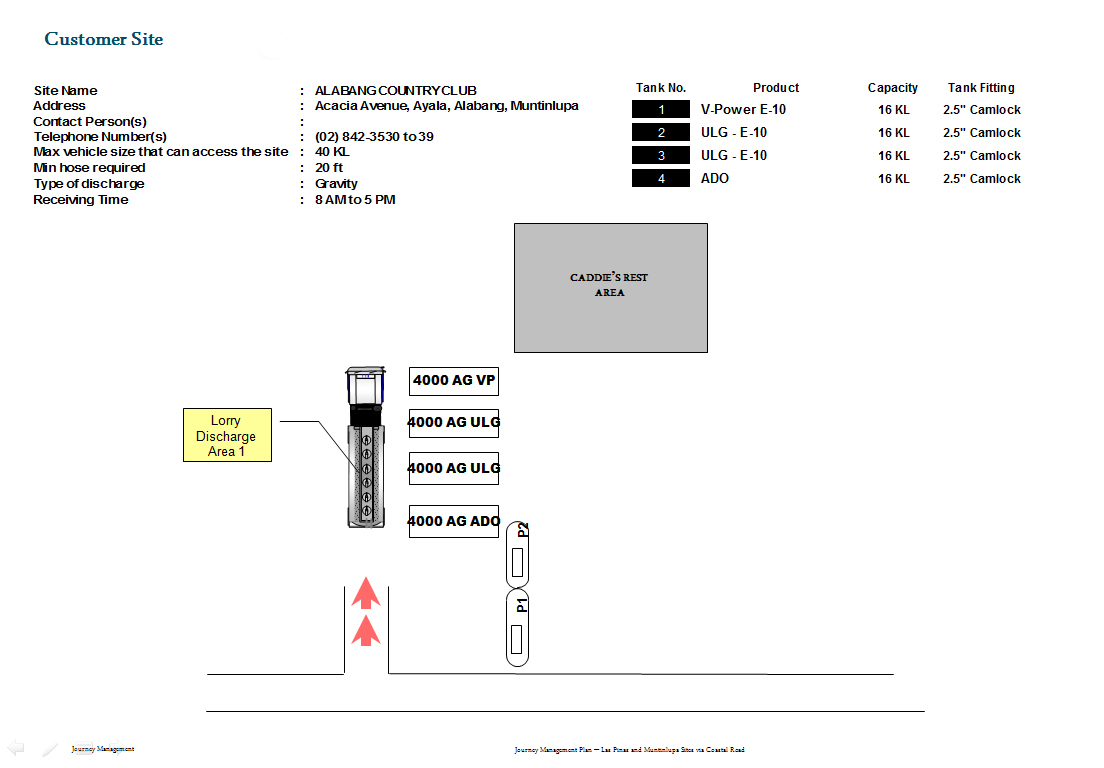 Customer Site
Site Name : ALABANG COUNTRY CLUB
Address : Acacia Avenue, Ayala, Alabang, Muntinlupa
Contact Person(s) :
Telephone Number(s) : (02) 842-3530 to 39
Max vehicle size that can access the site : 40 KL
Min hose required : 20 ft
Type of discharge : Gravity
Receiving Time : 8 AM to 5 PM
Tank No. Product Capacity Tank Fitting
1 V-Power E-10 16 KL 2.5" Camlock
2 ULG - E-10 16 KL 2.5" Camlock
3 ULG - E-10 16 KL 2.5" Camlock
4 ADO 16 KL 2.5" Camlock
CADDIE'S REST
AREA
4000 AG VP
4000 AG ULG
4000 AG ULG
4000 AG ADO
Lorry
Discharge
Area 1
P2
P1
Journey Management
Journey Management Plan – Las Pinas and Muntinlupa Sites via Coastal Road